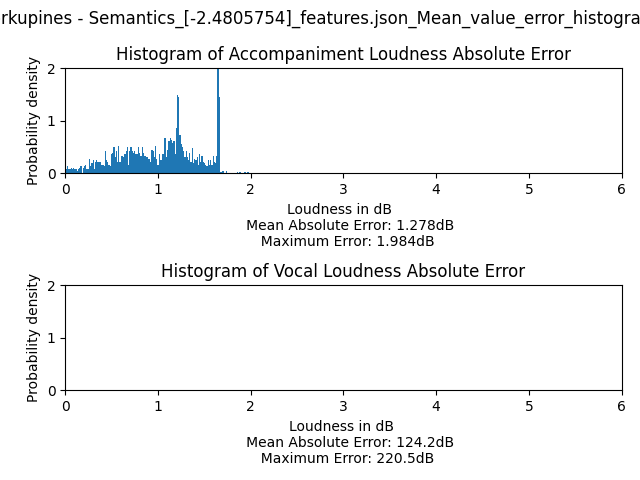 rkupines - Semantics_[-2.4805754]_features.json_Mean_value_error_histogra
Histogram of Accompaniment Loudness Absolute Error
Probability density
2
1
0
0 1 2 3 4 5 6
Loudness in dB
Mean Absolute Error: 1.278dB
Maximum Error: 1.984dB
Histogram of Vocal Loudness Absolute Error
Probability density
2
1
0
0 1 2 3 4 5 6
Loudness in dB
Mean Absolute Error: 124.2dB
Maximum Error: 220.5dB